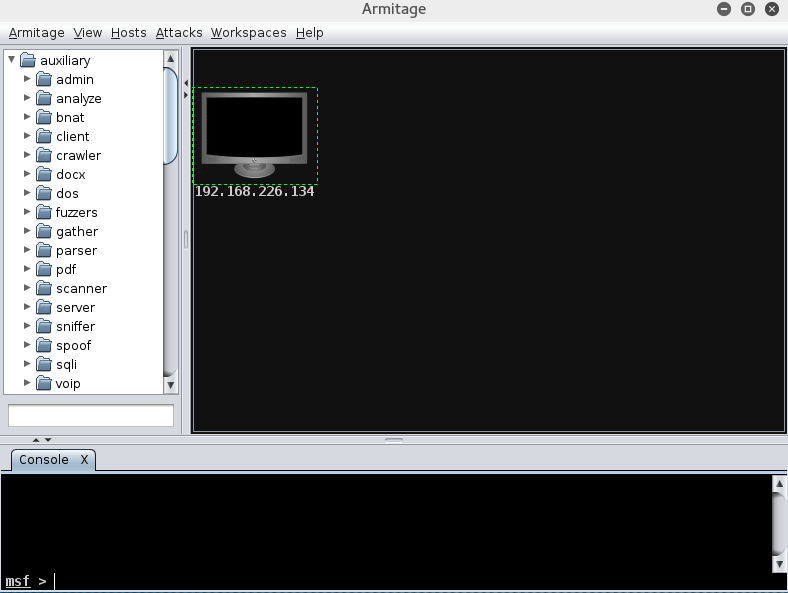 Armitage
Armitage View Hosts Attacks Workspaces Help
auxiliary
admin
analyze
bnat
client
crawler
docx
dos
fuzzers
gather
parser
pdf
scanner
server
sniffer
spoof
sqli
voip
192.168.226.134
Console X
msf >